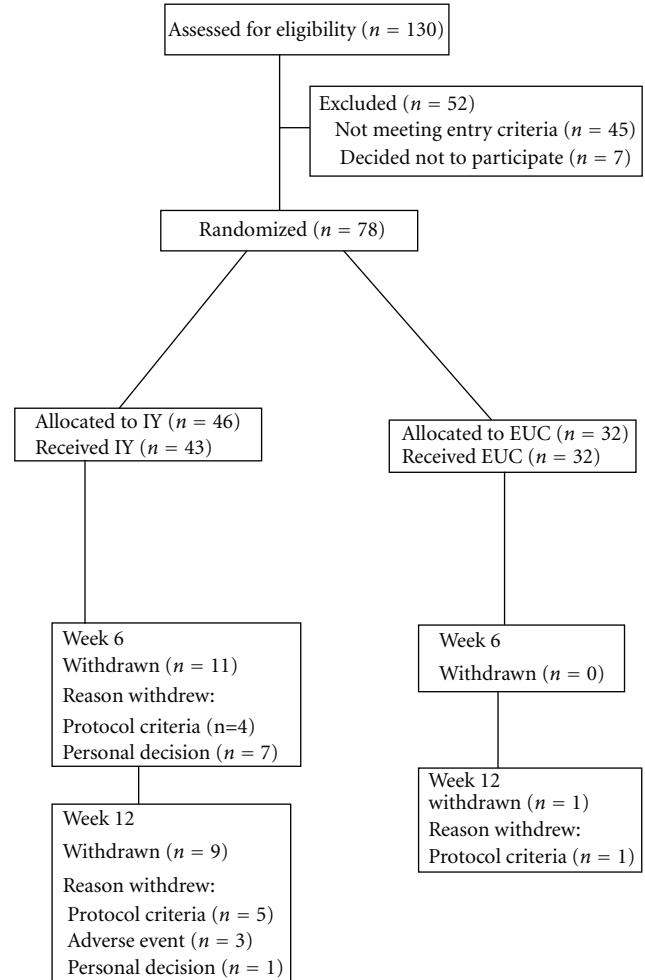 Assessed for eligibility (n = 130)
Excluded (n = 52)
Not meeting entry criteria (n = 45)
Decided not to participate (n = 7)
Randomized (n = 78)
Allocated to IY (n = 46)
Received IY (n = 43)
Allocated to EUC (n = 32)
Received EUC (n = 32)
Week 6
Withdrawn (n = 11)
Reason withdrew:
Protocol criteria (n=4)
Personal decision (n = 7)
Week 6
Withdrawn (n = 0)
Week 12
Withdrawn (n = 9)
Reason withdrew:
Protocol criteria (n = 5)
Adverse event (n = 3)
Personal decision (n = 1)
Week 12
withdrawn (n = 1)
Reason withdrew:
Protocol criteria (n = 1)